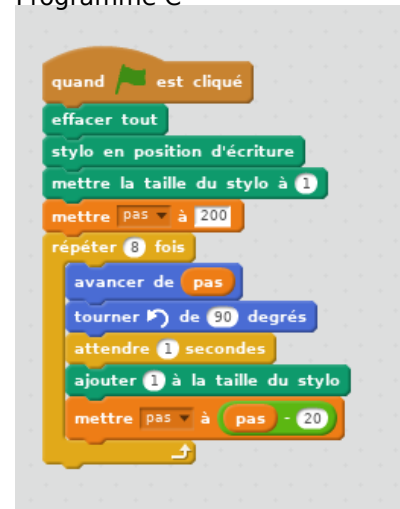 Programme C
quand est cliqué
effacer tout
stylo en position d'écriture
mettre la taille du stylo à 1
mettre pas à 200
répéter 8 fois
avancer de pas
tourner de 90 degrés
attendre 1 secondes
ajouter 1 à la taille du stylo
mettre pas à pas - 20